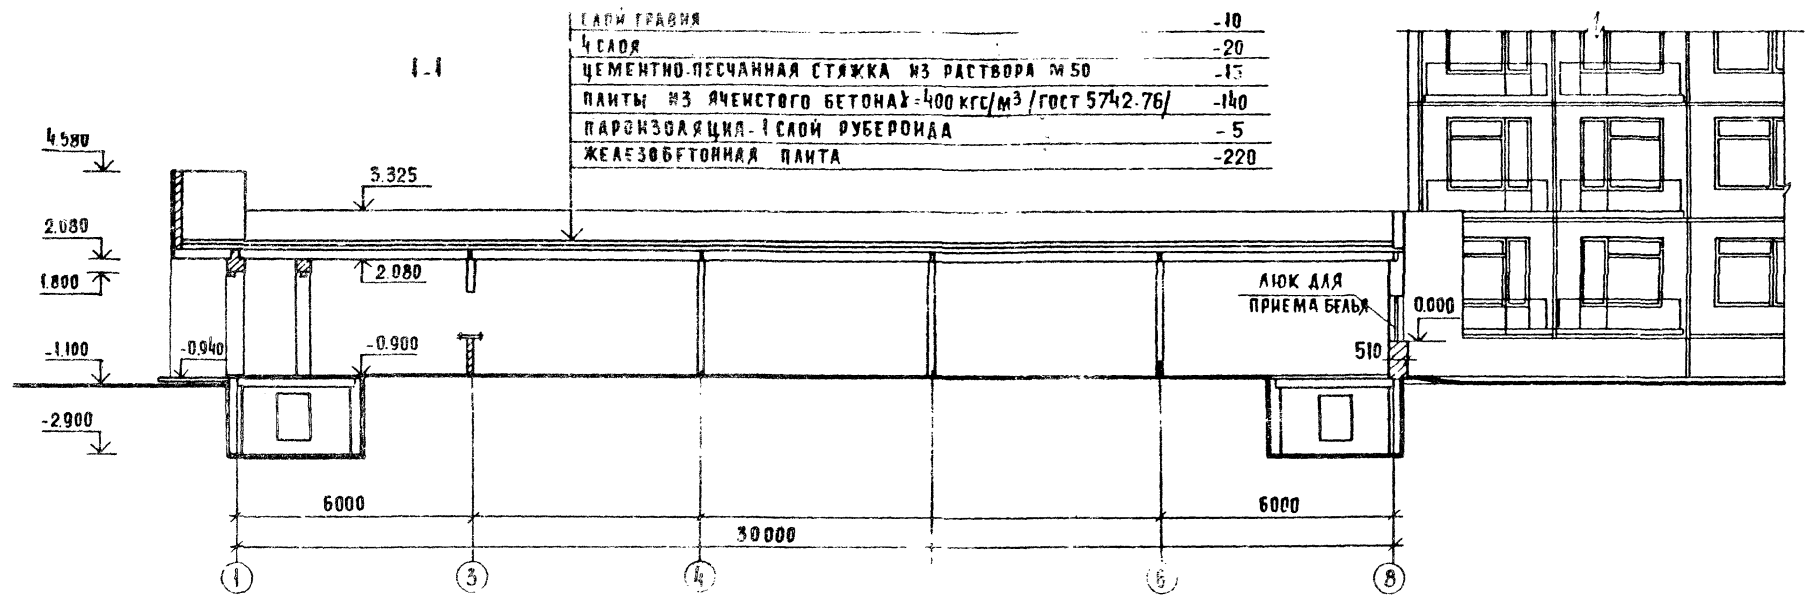 СЛОЙ ГРАВИЯ -10
4 СЛОЯ -20
ЦЕМЕНТНО-ПЕСЧАННАЯ СТЯЖКА ИЗ РАСТВОРА М 50 -15
ПЛИТЫ ИЗ ЯЧЕИСТОГО БЕТОНА γ=400 КГС/М³ /ГОСТ 5742-76/ -140
ПАРОИЗОЛЯЦИЯ-1 СЛОЙ РУБЕРОИДА -5
ЖЕЛЕЗОБЕТОННАЯ ПЛИТА -220
1-1
4.580
3.325
2.080
2.080
1.800
ЛЮК ДЛЯ
ПРИЕМА БЕЛЬЯ
0.000
-1.100
-0.940
-0.900
510
-2.900
6000
6000
30000
1 3 4 6 8